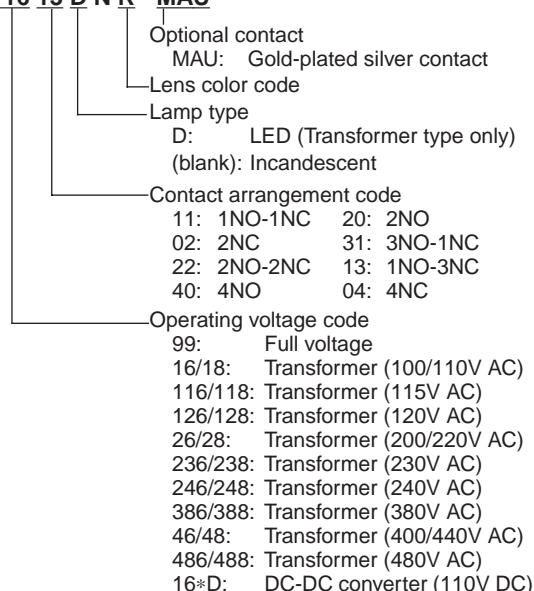 16 13 D N R - MAU
Optional contact
MAU: Gold-plated silver contact
Lens color code
Lamp type
D: LED (Transformer type only)
(blank): Incandescent
Contact arrangement code
11: 1NO-1NC 20: 2NO
02: 2NC 31: 3NO-1NC
22: 2NO-2NC 13: 1NO-3NC
40: 4NO 04: 4NC
Operating voltage code
99: Full voltage
16/18: Transformer (100/110V AC)
116/118: Transformer (115V AC)
126/128: Transformer (120V AC)
26/28: Transformer (200/220V AC)
236/238: Transformer (230V AC)
246/248: Transformer (240V AC)
386/388: Transformer (380V AC)
46/48: Transformer (400/440V AC)
486/488: Transformer (480V AC)
16*D: DC-DC converter (110V DC)